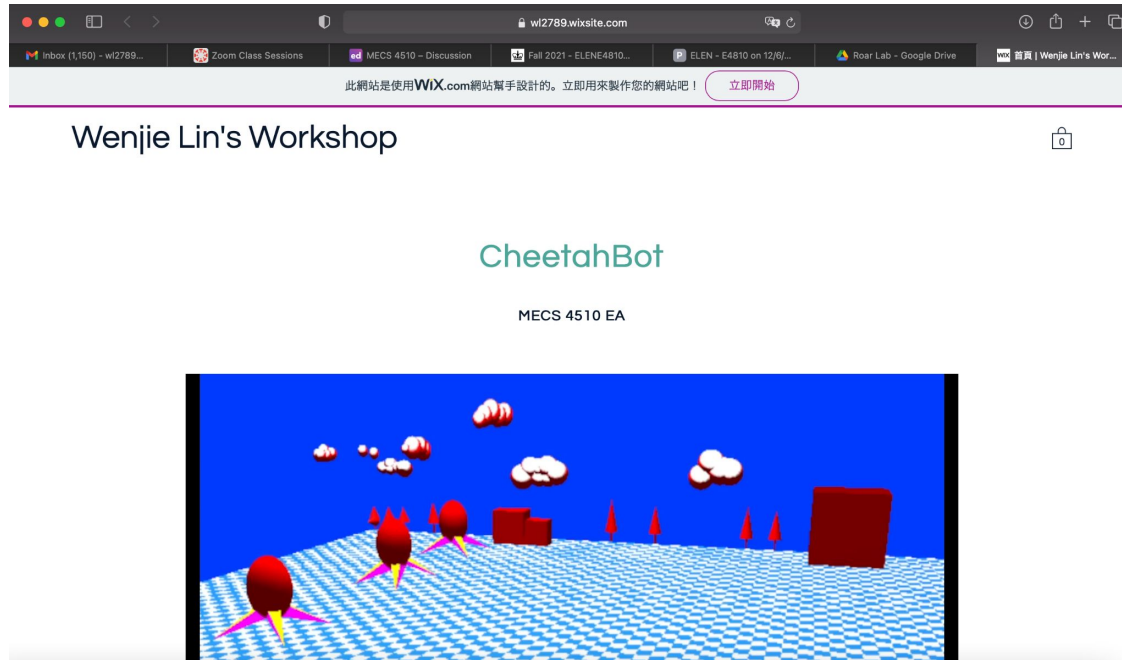 wl2789.wixsite.com
Inbox (1,150) – wl2789...
Zoom Class Sessions
ed MECS 4510 – Discussion
Fall 2021 - ELENE4810...
P ELEN - E4810 on 12/6/...
Roar Lab - Google Drive
WIX 首頁 | Wenjie Lin's Wor...
此網站是使用WiX.com網站幫手設計的。立即用來製作您的網站吧！ 立即開始
Wenjie Lin's Workshop
0
CheetahBot
MECS 4510 EA